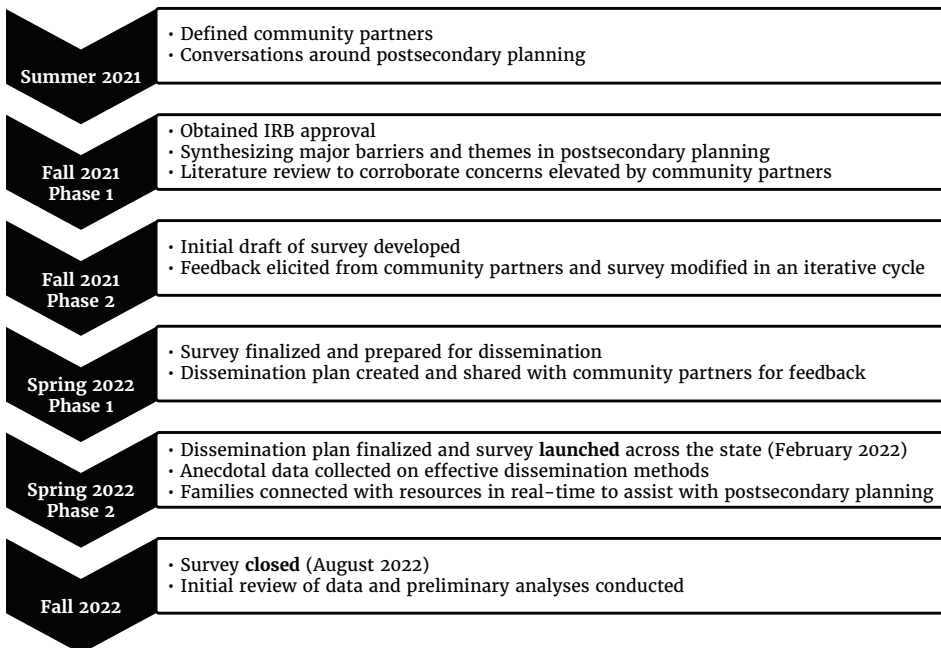 Summer 2021
• Defined community partners
• Conversations around postsecondary planning
Fall 2021
Phase 1
• Obtained IRB approval
• Synthesizing major barriers and themes in postsecondary planning
• Literature review to corroborate concerns elevated by community partners
Fall 2021
Phase 2
• Initial draft of survey developed
• Feedback elicited from community partners and survey modified in an iterative cycle
Spring 2022
Phase 1
• Survey finalized and prepared for dissemination
• Dissemination plan created and shared with community partners for feedback
Spring 2022
Phase 2
• Dissemination plan finalized and survey launched across the state (February 2022)
• Anecdotal data collected on effective dissemination methods
• Families connected with resources in real-time to assist with postsecondary planning
Fall 2022
• Survey closed (August 2022)
• Initial review of data and preliminary analyses conducted